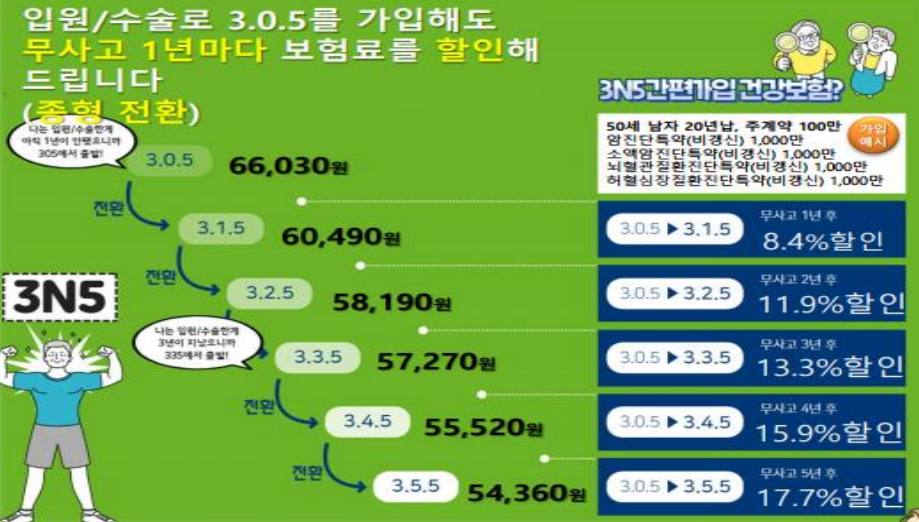 입원/수술로 3.0.5를 가입해도
무사고 1년마다 보험료를 할인해
드립니다
(종형 전환)
나는 입원/수술한게
아직 1년이 안됐으니까
305에서 출발!
3.0.5
66,030원
전환
3.1.5
60,490원
전환
3.2.5
58,190원
3N5
나는 입원/수술한게
3년이 지났으니까
335에서 출발!
3.3.5
57,270원
전환
3.4.5
55,520원
전환
3.5.5
54,360원
3N5간편가입건강보험?
50세 남자 20년납, 주계약 100만
암진단특약(비갱신) 1,000만
소액암진단특약(비갱신) 1,000만
뇌혈관질환진단특약(비갱신) 1,000만
허혈심장질환진단특약(비갱신) 1,000만
가입
예시
3.0.5 ▶ 3.1.5
무사고 1년 후
8.4%할인
3.0.5 ▶ 3.2.5
무사고 2년 후
11.9%할인
3.0.5 ▶ 3.3.5
무사고 3년 후
13.3%할인
3.0.5 ▶ 3.4.5
무사고 4년 후
15.9%할인
3.0.5 ▶ 3.5.5
무사고 5년 후
17.7%할인